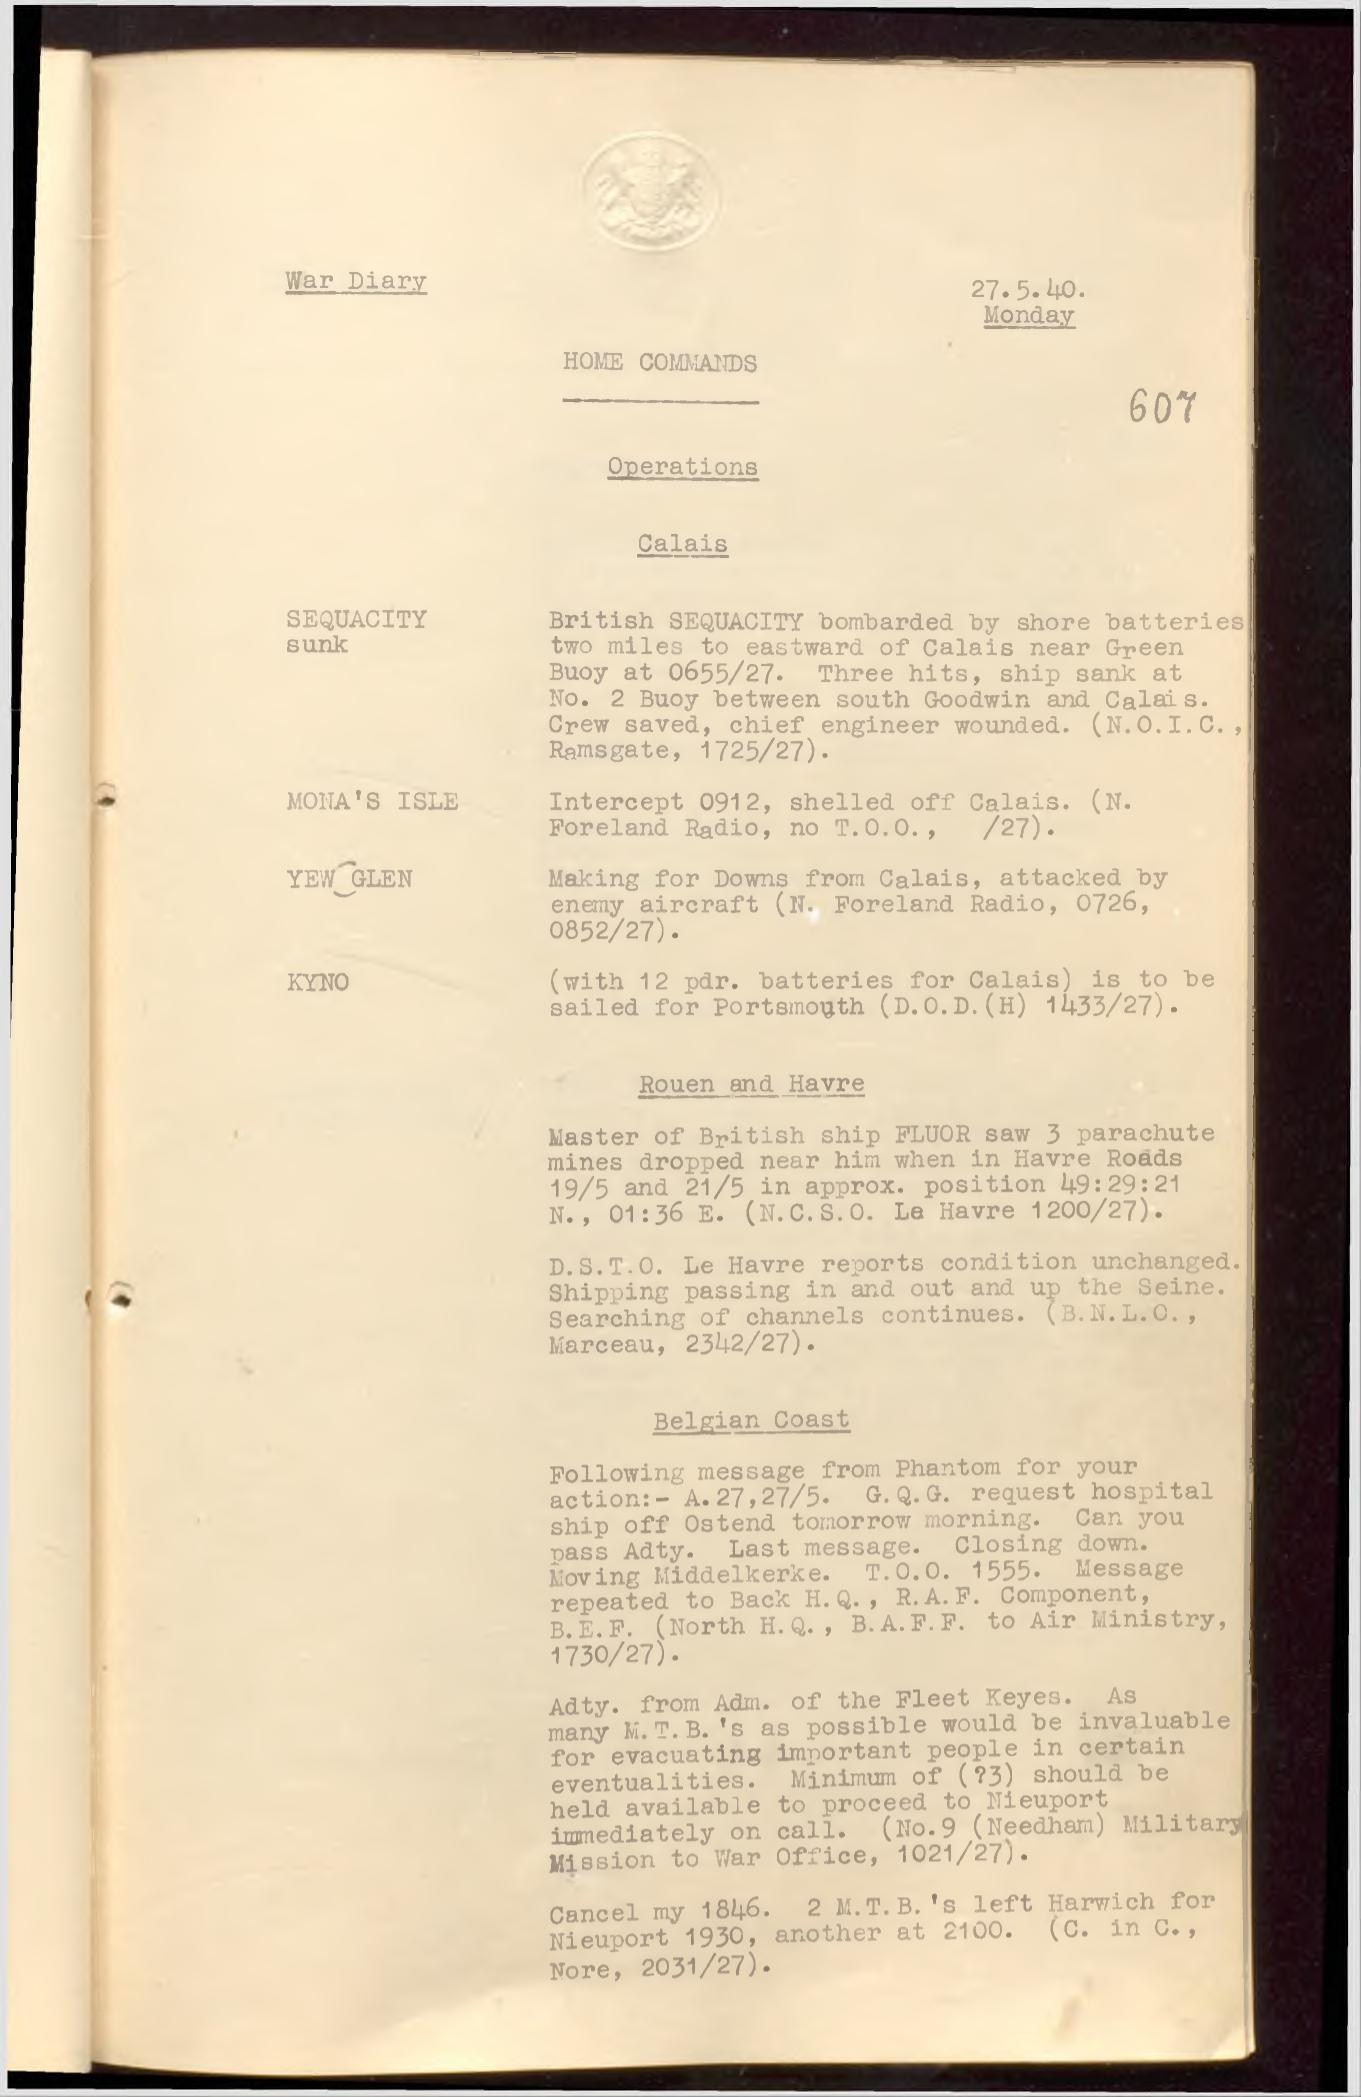 War Diary
27.5.40.
Monday
HOME COMMANDS
607
Operations
Calais
SEQUACITY
sunk
British SEQUACITY bombarded by shore batteries
two miles to eastward of Calais near Green
Buoy at 0655/27. Three hits, ship sank at
No. 2 Buoy between south Goodwin and Calais.
Crew saved, chief engineer wounded. (N.O.I.C.,
Ramsgate, 1725/27).
MONA'S ISLE
Intercept 0912, shelled off Calais. (N.
Foreland Radio, no T.O.O., /27).
YEW GLEN
Making for Downs from Calais, attacked by
enemy aircraft (N. Foreland Radio, 0726,
0852/27).
KYNO
(with 12 pdr. batteries for Calais) is to be
sailed for Portsmouth (D.O.D.(H) 1433/27).
Rouen and Havre
Master of British ship FLUOR saw 3 parachute
mines dropped near him when in Havre Roads
19/5 and 21/5 in approx. position 49:29:21
N., 01:36 E. (N.C.S.O. Le Havre 1200/27).
D.S.T.O. Le Havre reports condition unchanged.
Shipping passing in and out and up the Seine.
Searching of channels continues. (B.N.L.O.,
Marceau, 2342/27).
Belgian Coast
Following message from Phantom for your
action:- A.27,27/5. G.Q.G. request hospital
ship off Ostend tomorrow morning. Can you
pass Adty. Last message. Closing down.
Moving Middelkerke. T.O.O. 1555. Message
repeated to Back H.Q., R.A.F. Component,
B.E.F. (North H.Q., B.A.F.F. to Air Ministry,
1730/27).
Adty. from Adm. of the Fleet Keyes. As
many M.T.B.'s as possible would be invaluable
for evacuating important people in certain
eventualities. Minimum of (?3) should be
held available to proceed to Nieuport
immediately on call. (No.9 (Needham) Military
Mission to War Office, 1021/27).
Cancel my 1846. 2 M.T.B.'s left Harwich for
Nieuport 1930, another at 2100. (C. in C.,
Nore, 2031/27).